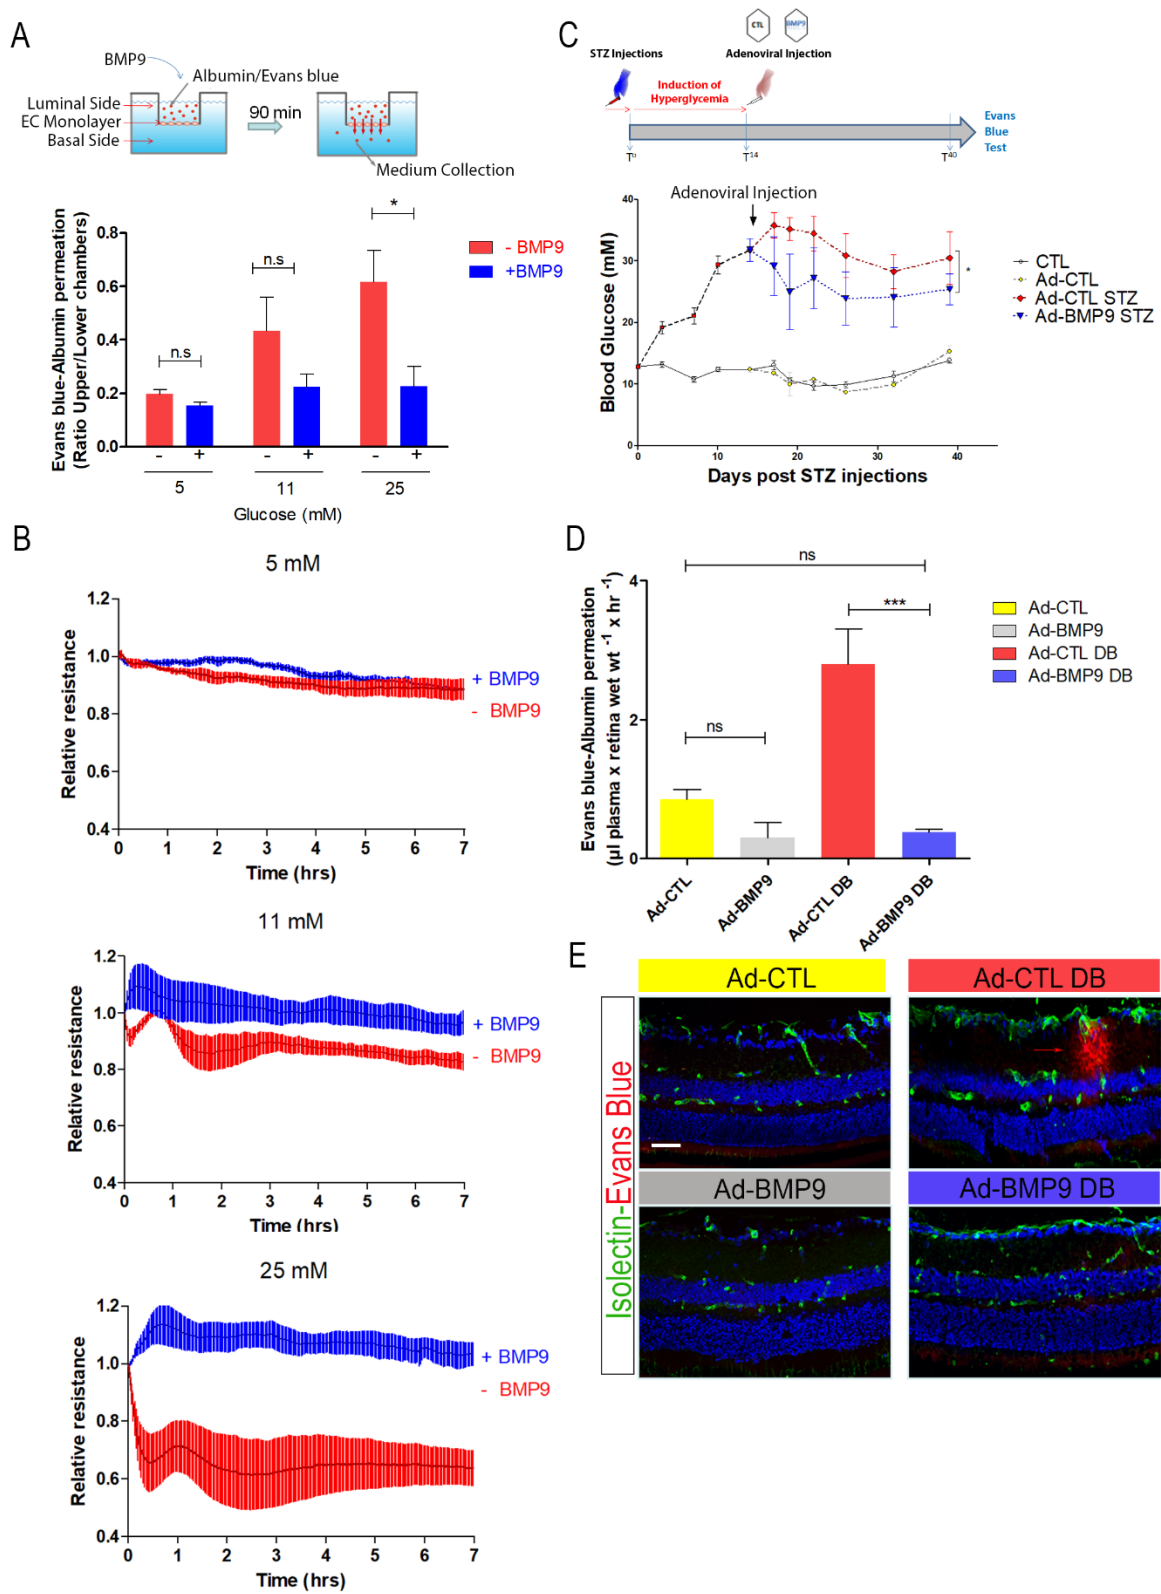 A
BMP9
Albumin/Evans blue
Luminal Side
EC Monolayer
Basal Side
90 min
Medium Collection
Evans blue-Albumin permeation
(Ratio Upper/Lower chambers)
0.8
0.6
0.4
0.2
0.0
n.s
n.s
*
- BMP9
+BMP9
- + - + - +
5 11 25
Glucose (mM)
B
5 mM
Relative resistance
1.2
1.0
0.8
0.6
0.4
+ BMP9
- BMP9
0 1 2 3 4 5 6 7
Time (hrs)
11 mM
Relative resistance
1.2
1.0
0.8
0.6
0.4
+ BMP9
- BMP9
0 1 2 3 4 5 6 7
Time (hrs)
25 mM
Relative resistance
1.2
1.0
0.8
0.6
0.4
+ BMP9
- BMP9
0 1 2 3 4 5 6 7
Time (hrs)
C
CTL
BMP9
STZ Injections
Adenoviral Injection
Induction of
Hyperglycemia
Evans
Blue
Test
T⁰
T¹⁴
T⁴⁰
Adenoviral Injection
Blood Glucose
(mM)
40
30
20
10
0
*
CTL
Ad-CTL
Ad-CTL STZ
Ad-BMP9 STZ
0 10 20 30 40
Days post STZ injections
D
Evans blue-Albumin permeation
(µl plasma x retina wet wt ⁻¹ x hr ⁻¹)
4
2
0
ns
ns
***
Ad-CTL
Ad-BMP9
Ad-CTL DB
Ad-BMP9 DB
Ad-CTL
Ad-BMP9
Ad-CTL DB
Ad-BMP9 DB
E
Isolectin-Evans Blue
Ad-CTL
Ad-CTL DB
Ad-BMP9
Ad-BMP9 DB